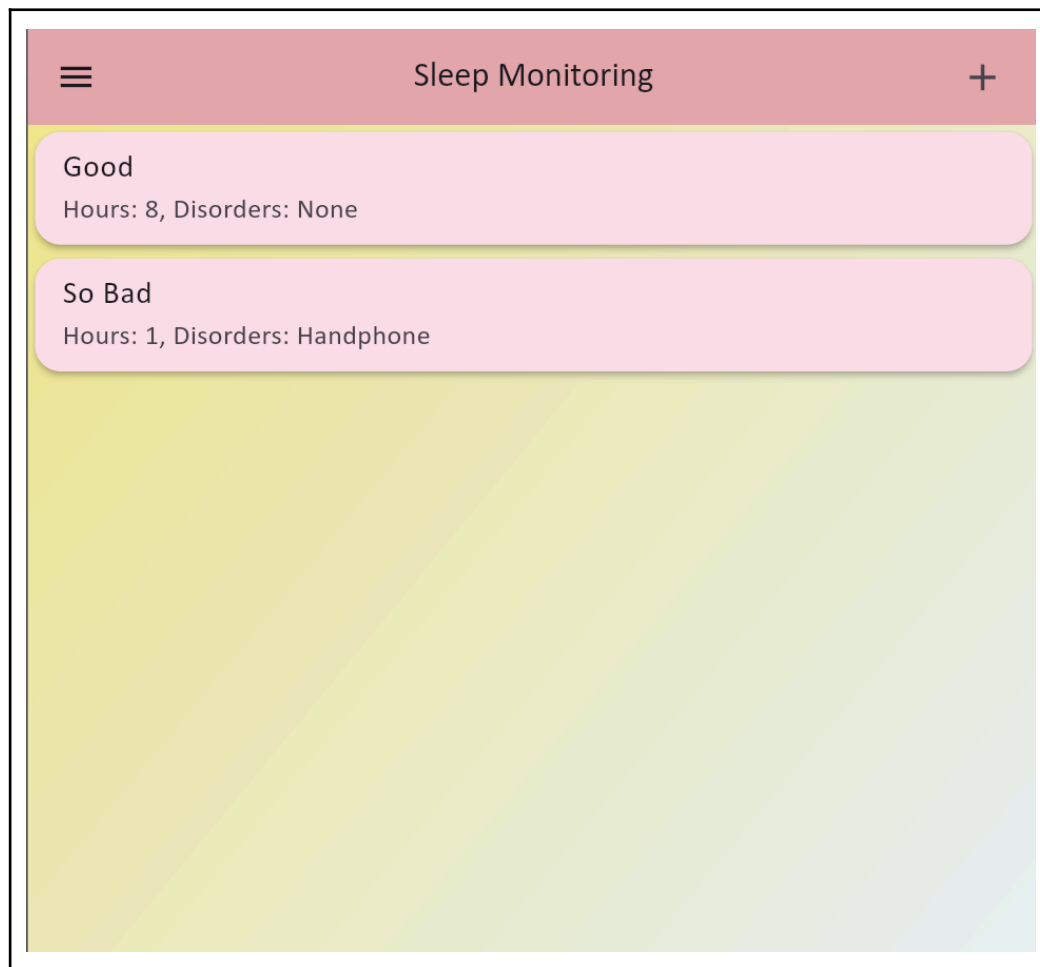 Sleep Monitoring
Good
Hours: 8, Disorders: None
So Bad
Hours: 1, Disorders: Handphone